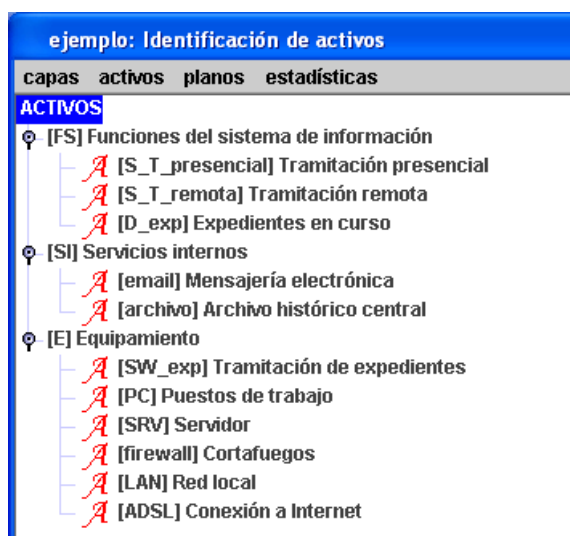 ejemplo: Identificación de activos
capas activos planos estadísticas
ACTIVOS
[FS] Funciones del sistema de información
[S_T_presencial] Tramitación presencial
[S_T_remota] Tramitación remota
[D_exp] Expedientes en curso
[SI] Servicios internos
[email] Mensajería electrónica
[archivo] Archivo histórico central
[E] Equipamiento
[SW_exp] Tramitación de expedientes
[PC] Puestos de trabajo
[SRV] Servidor
[firewall] Cortafuegos
[LAN] Red local
[ADSL] Conexión a Internet